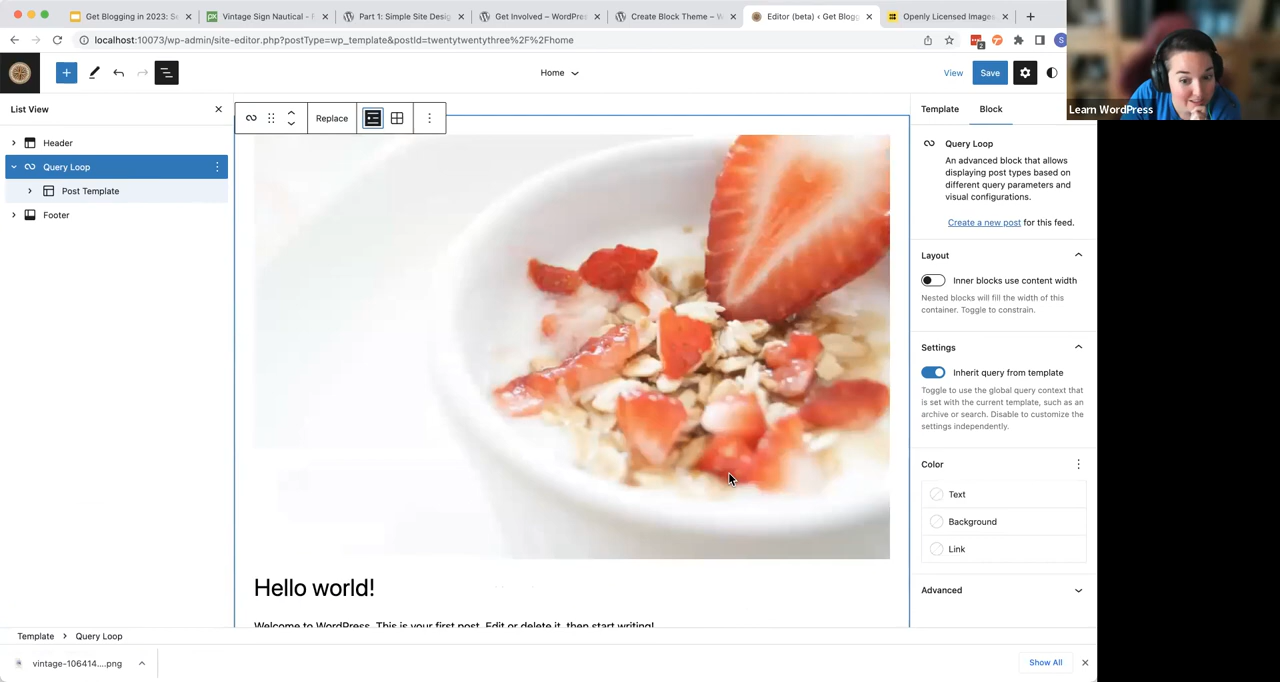 Get Blogging in 2023: Se
Vintage Sign Nautical - F
Part 1: Simple Site Desig
Get Involved – WordPres
Create Block Theme – W
Editor (beta) ‹ Get Blogg
Openly Licensed Images
localhost:10073/wp-admin/site-editor.php?postType=wp_template&postId=twentytwentythree%2F%2Fhome
2
S
Home
View
Save
Learn WordPress
List View
Template
Block
Replace
Header
Query Loop
Post Template
Footer
Query Loop
An advanced block that allows
displaying post types based on
different query parameters and
visual configurations.
Create a new post for this feed.
Layout
Inner blocks use content width
Nested blocks will fill the width of this
container. Toggle to constrain.
Settings
Inherit query from template
Toggle to use the global query context that
is set with the current template, such as an
archive or search. Disable to customize the
settings independently.
Color
Text
Background
Link
Advanced
Hello world!
Welcome to WordPress. This is your first post. Edit or delete it, then start writing!
Template
Query Loop
vintage-106414....png
Show All